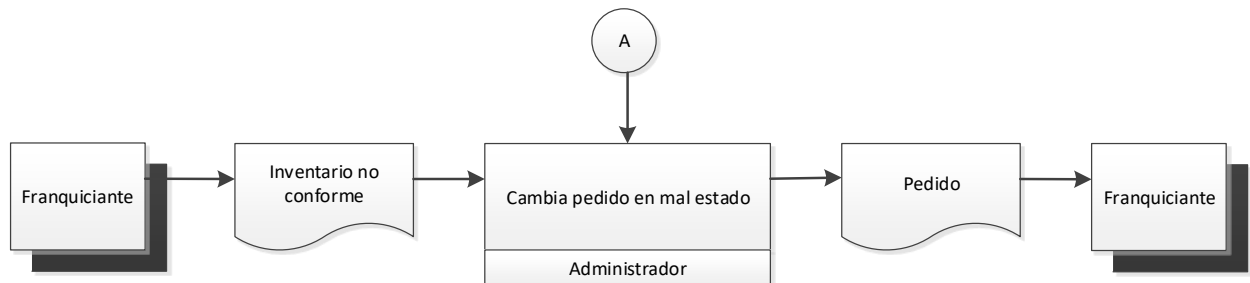 A
Franquiciante
Inventario no
conforme
Cambia pedido en mal estado
Administrador
Pedido
Franquiciante